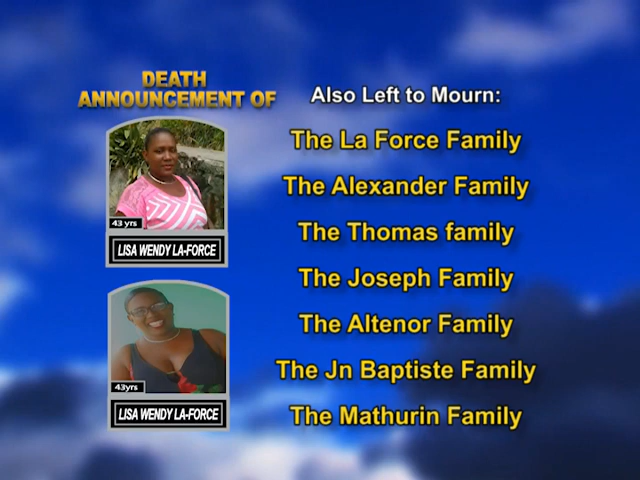 DEATH
ANNOUNCEMENT OF
43 yrs
LISA WENDY LA-FORCE
43yrs
LISA WENDY LA-FORCE
Also Left to Mourn:
The La Force Family
The Alexander Family
The Thomas family
The Joseph Family
The Altenor Family
The Jn Baptiste Family
The Mathurin Family